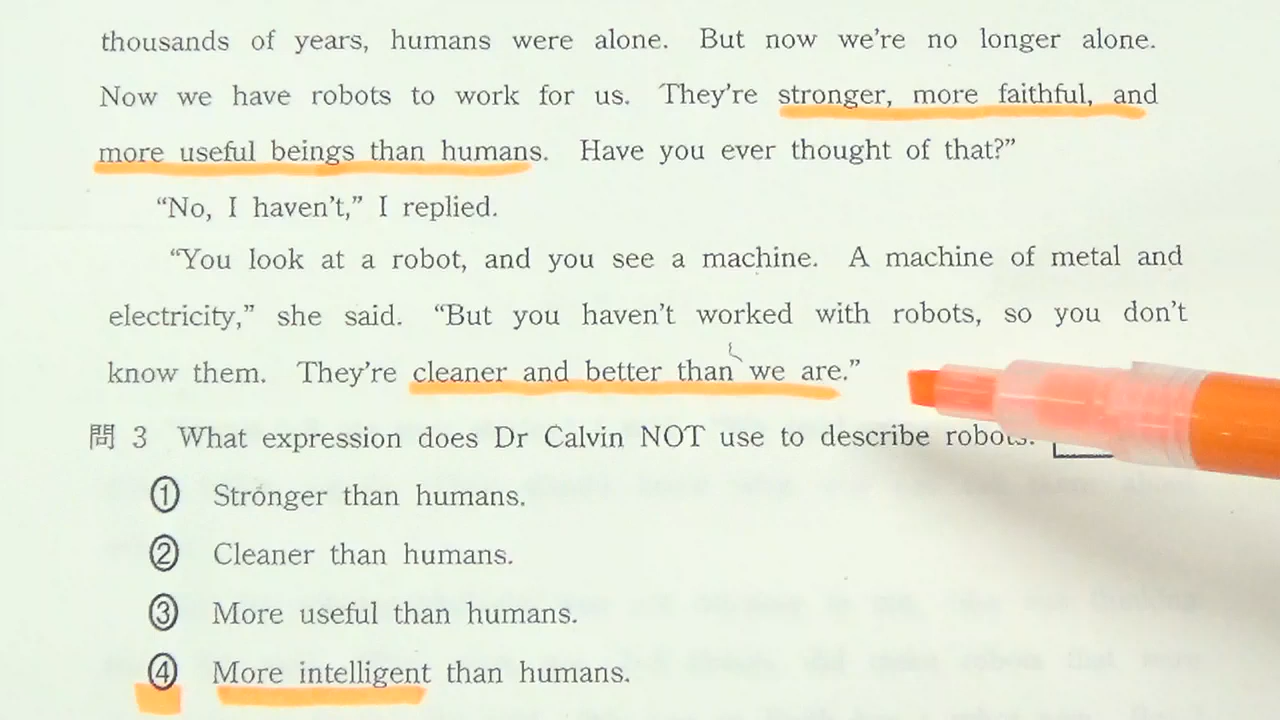 thousands of years, humans were alone. But now we're no longer alone.
Now we have robots to work for us. They're stronger, more faithful, and
more useful beings than humans. Have you ever thought of that?”
“No, I haven't,” I replied.
“You look at a robot, and you see a machine. A machine of metal and
electricity,” she said. “But you haven't worked with robots, so you don't
know them. They're cleaner and better than we are.”
問 3 What expression does Dr Calvin NOT use to describe robots.
① Stronger than humans.
② Cleaner than humans.
③ More useful than humans.
④ More intelligent than humans.